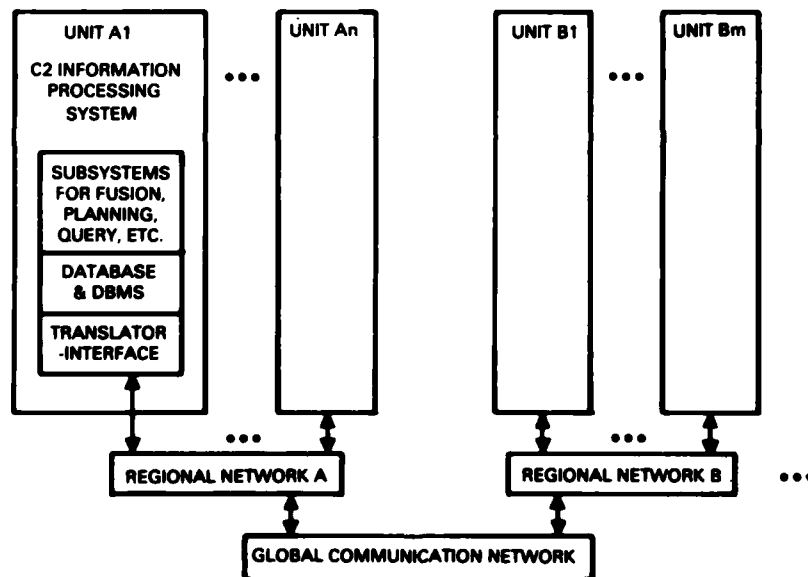 UNIT A1
C2 INFORMATION
PROCESSING
SYSTEM
SUBSYSTEMS
FOR FUSION,
PLANNING,
QUERY, ETC.
DATABASE
& DBMS
TRANSLATOR
-INTERFACE
•••
UNIT An
UNIT B1
•••
UNIT Bm
•••
•••
REGIONAL NETWORK A
REGIONAL NETWORK B
•••
GLOBAL COMMUNICATION NETWORK